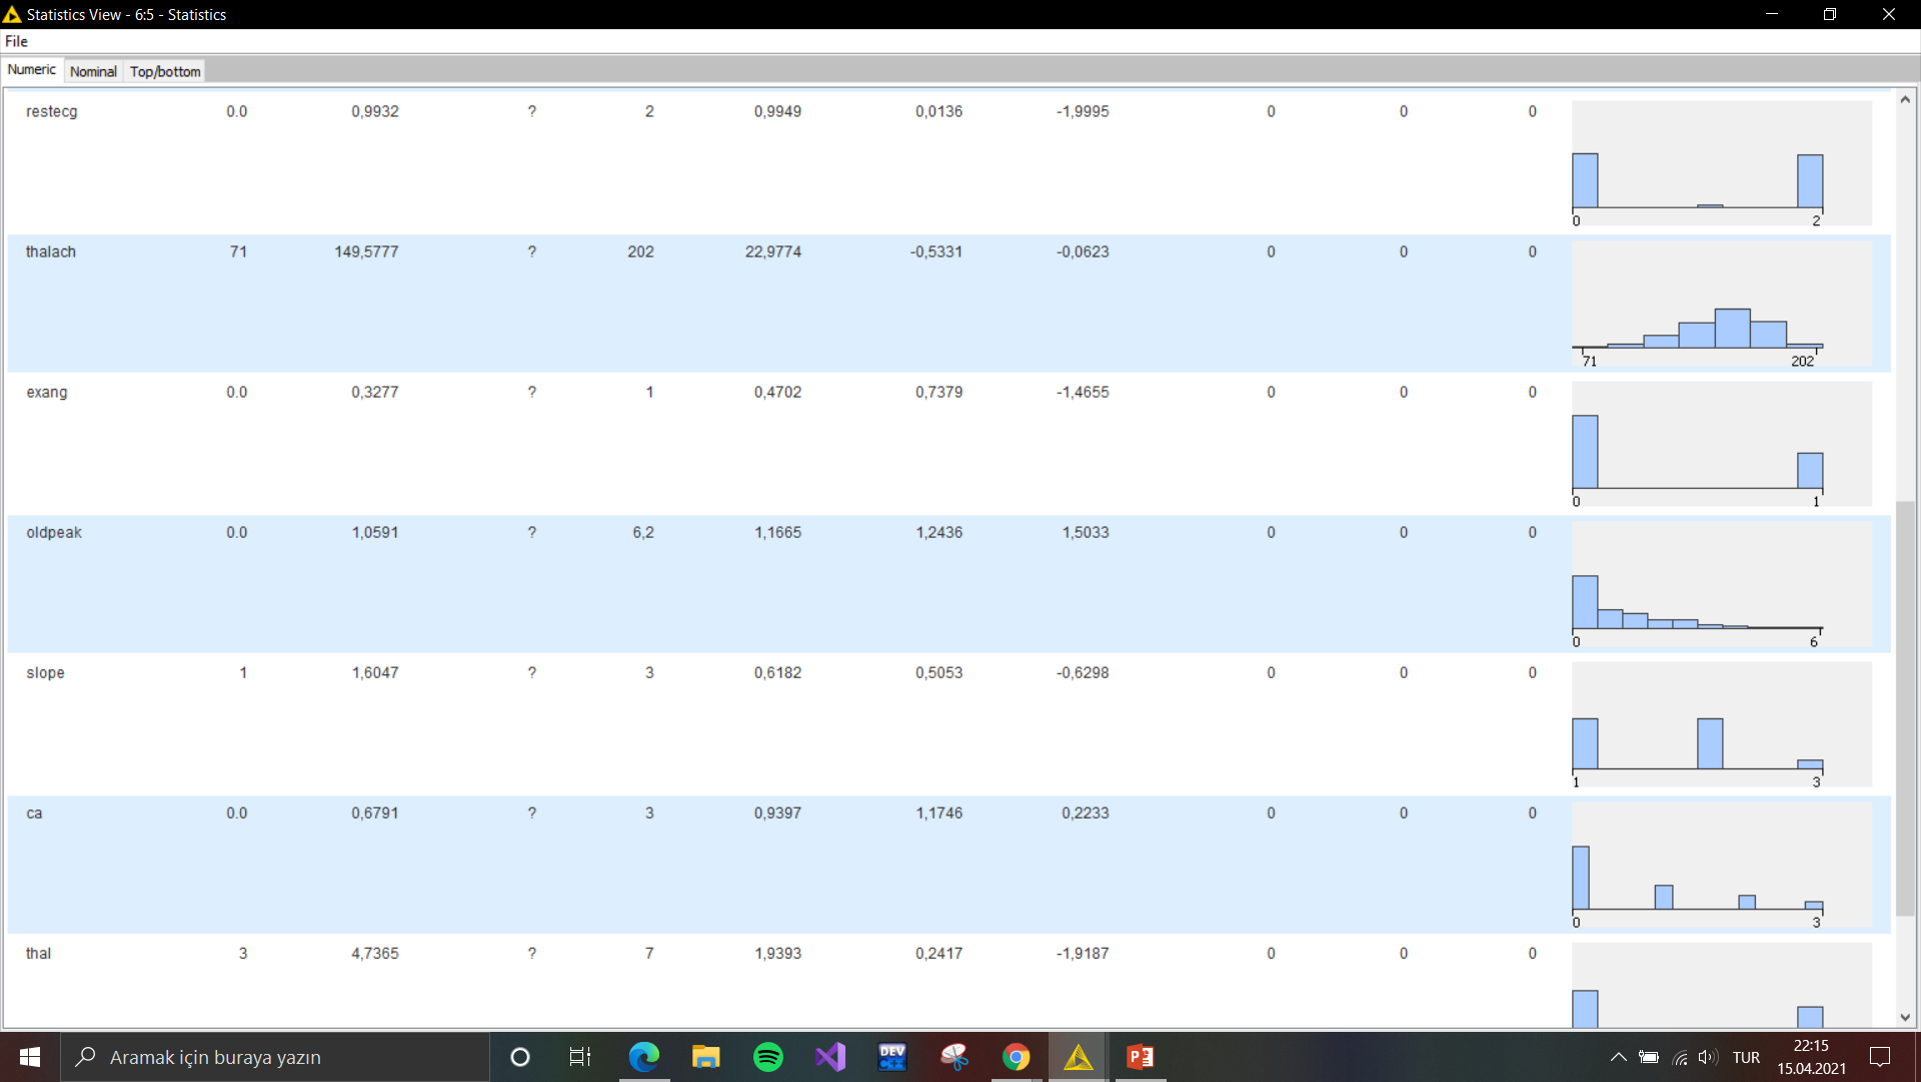 Statistics View - 6:5 - Statistics
File
Numeric Nominal Top/bottom
restecg 0.0 0,9932 ? 2 0,9949 0,0136 -1,9995 0 0 0
0 2
thalach 71 149,5777 ? 202 22,9774 -0,5331 -0,0623 0 0 0
71 202
exang 0.0 0,3277 ? 1 0,4702 0,7379 -1,4655 0 0 0
0 1
oldpeak 0.0 1,0591 ? 6,2 1,1665 1,2436 1,5033 0 0 0
0 6
slope 1 1,6047 ? 3 0,6182 0,5053 -0,6298 0 0 0
1 3
ca 0.0 0,6791 ? 3 0,9397 1,1746 0,2233 0 0 0
0 3
thal 3 4,7365 ? 7 1,9393 0,2417 -1,9187 0 0 0
Aramak için buraya yazın
DEV
C++
P
TUR
22:15
15.04.2021